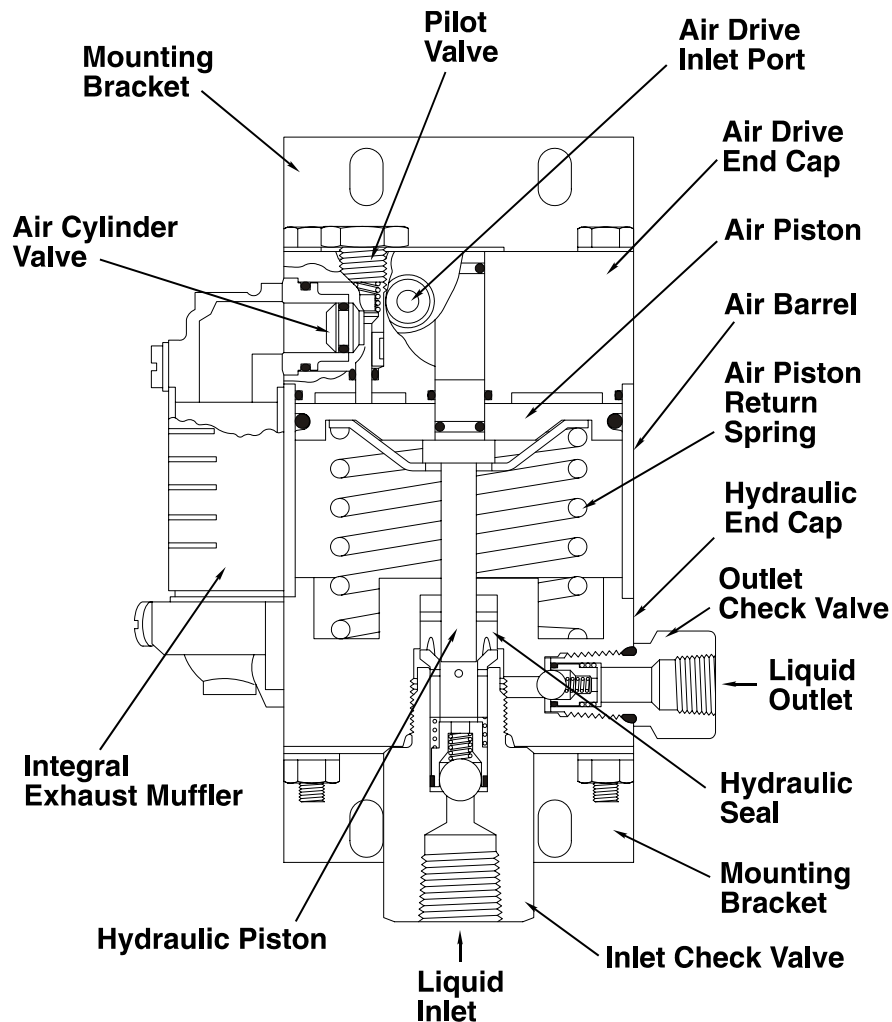 Pilot
Valve
Air Drive
Inlet Port
Mounting
Bracket
Air Drive
End Cap
Air Cylinder
Valve
Air Piston
Air Barrel
Air Piston
Return
Spring
Hydraulic
End Cap
Outlet
Check Valve
Liquid
Outlet
Integral
Exhaust Muffler
Hydraulic
Seal
Mounting
Bracket
Hydraulic Piston
Inlet Check Valve
Liquid
Inlet